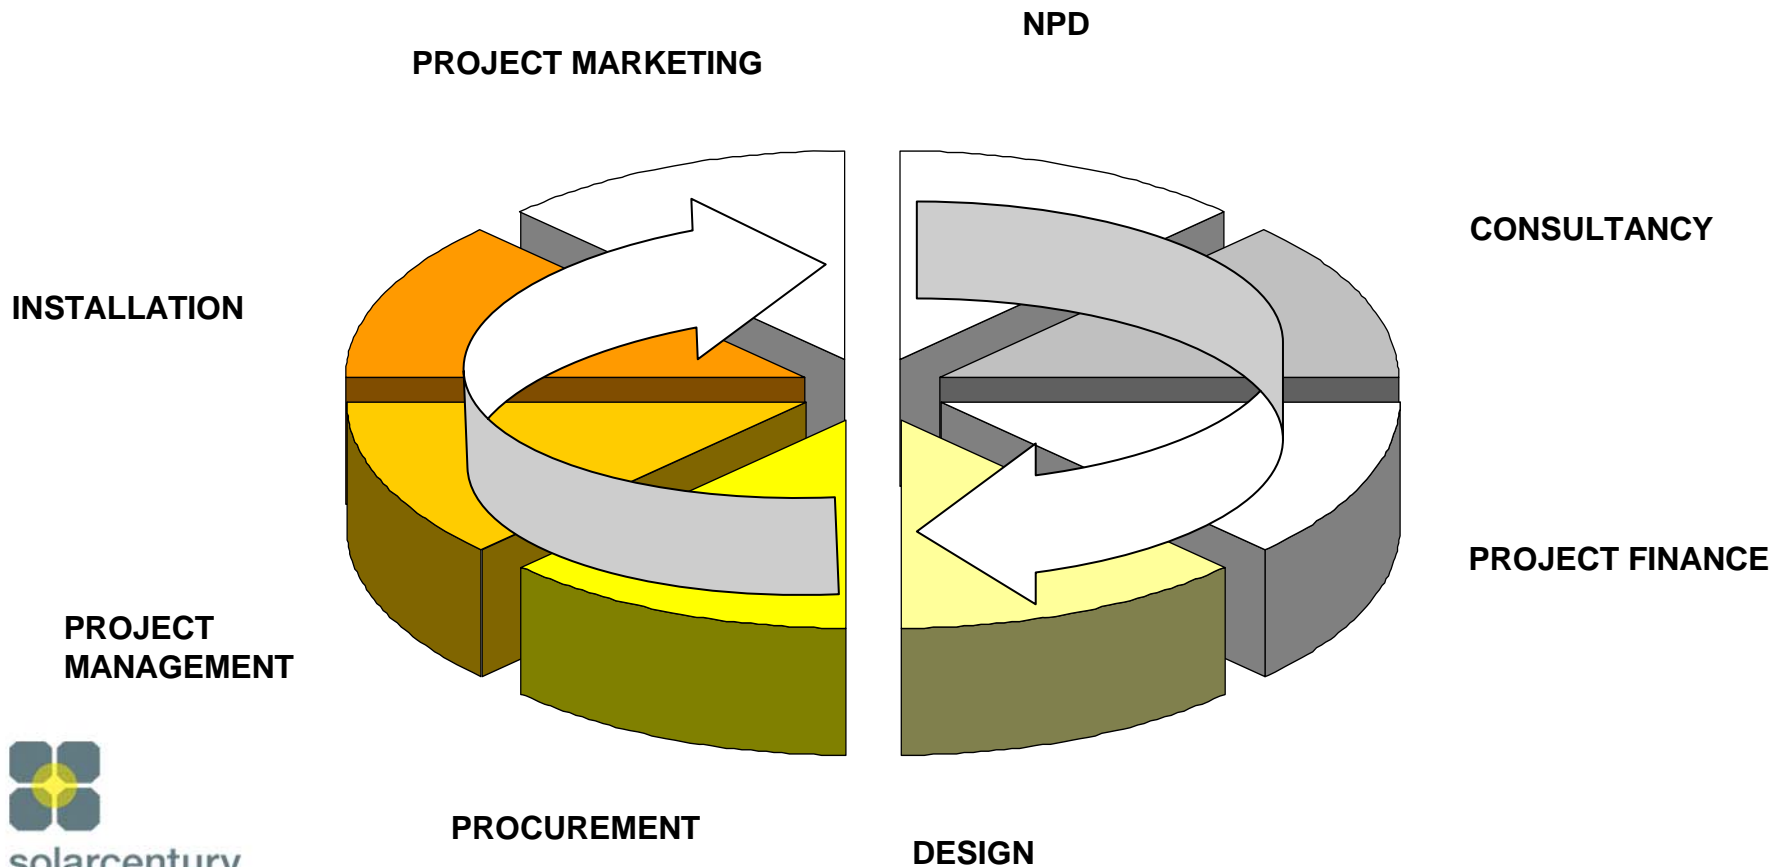 NPD
PROJECT MARKETING
CONSULTANCY
INSTALLATION
PROJECT FINANCE
PROJECT
MANAGEMENT
PROCUREMENT
DESIGN
solarcentury